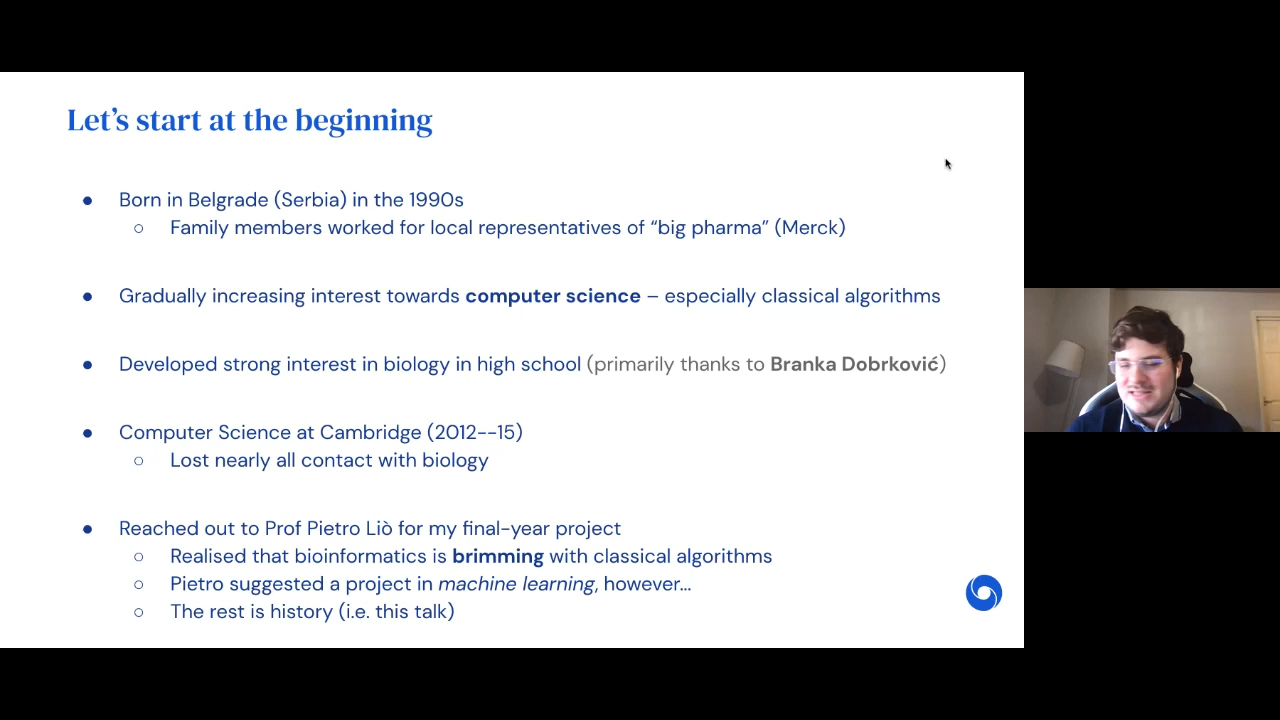 Let's start at the beginning
● Born in Belgrade (Serbia) in the 1990s
○ Family members worked for local representatives of “big pharma” (Merck)
● Gradually increasing interest towards computer science – especially classical algorithms
● Developed strong interest in biology in high school (primarily thanks to Branka Dobrković)
● Computer Science at Cambridge (2012--15)
○ Lost nearly all contact with biology
● Reached out to Prof Pietro Liò for my final-year project
○ Realised that bioinformatics is brimming with classical algorithms
○ Pietro suggested a project in machine learning, however...
○ The rest is history (i.e. this talk)